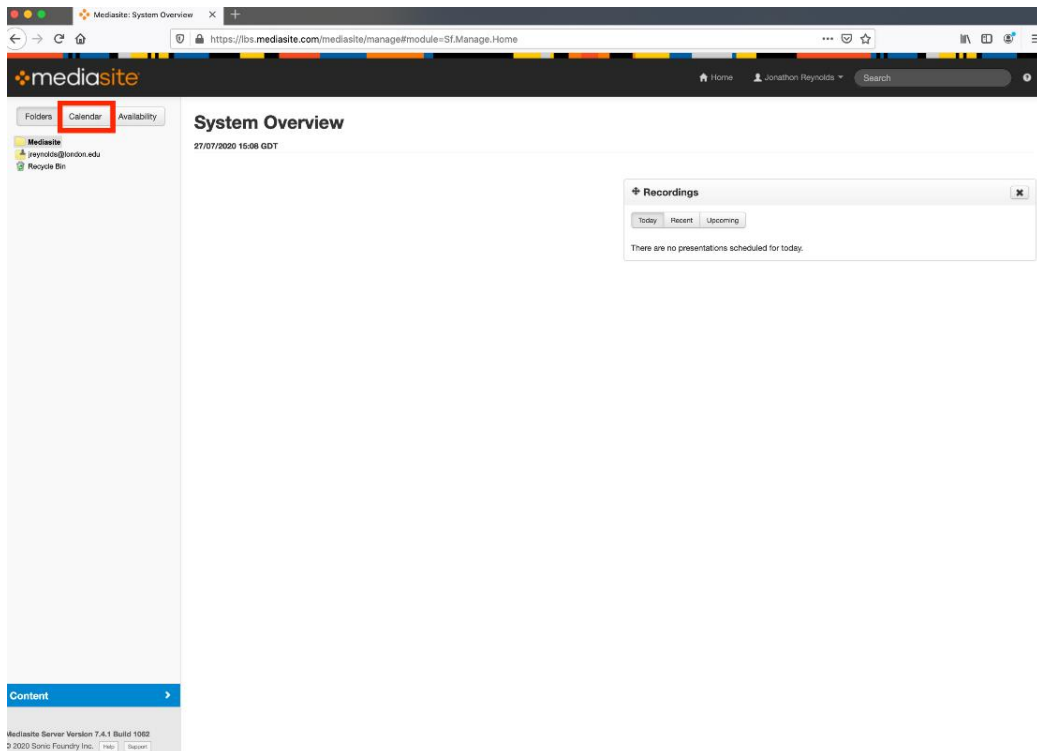 Mediasite: System Overview
https://lbs.mediasite.com/mediasite/manage#module=Sf.Manage.Home
mediasite
Home Jonathon Reynolds Search
Folders Calendar Availability
System Overview
Mediasite
27/07/2020 15:08 GDT
jreynolds@london.edu
Recycle Bin
Recordings
Today Recent Upcoming
There are no presentations scheduled for today.
Content
Mediasite Server Version 7.4.1 Build 1062
© 2020 Sonic Foundry Inc. Help Support